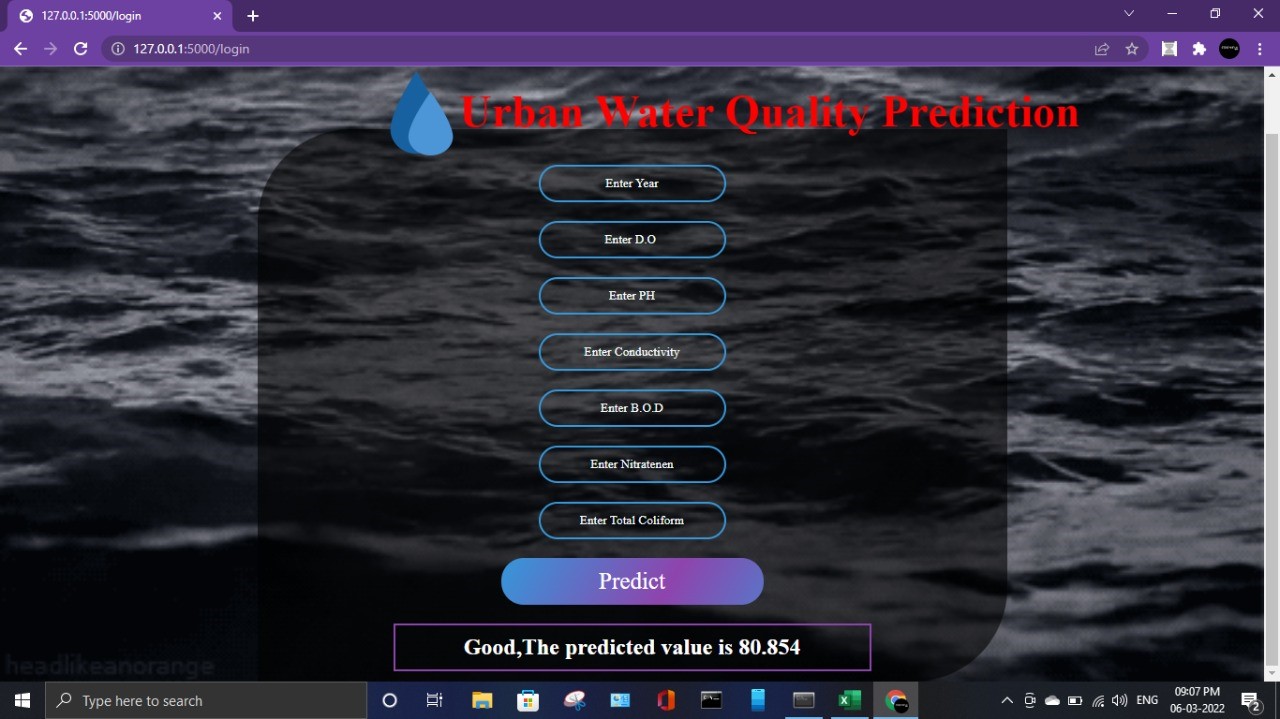 127.0.0.1:5000/login
127.0.0.1:5000/login
Urban Water Quality Prediction
Enter Year
Enter D.O
Enter PH
Enter Conductivity
Enter B.O.D
Enter Nitratenen
Enter Total Coliform
Predict
Good,The predicted value is 80.854
headlikeanorange
Type here to search
ENG
09:07 PM
06-03-2022
2